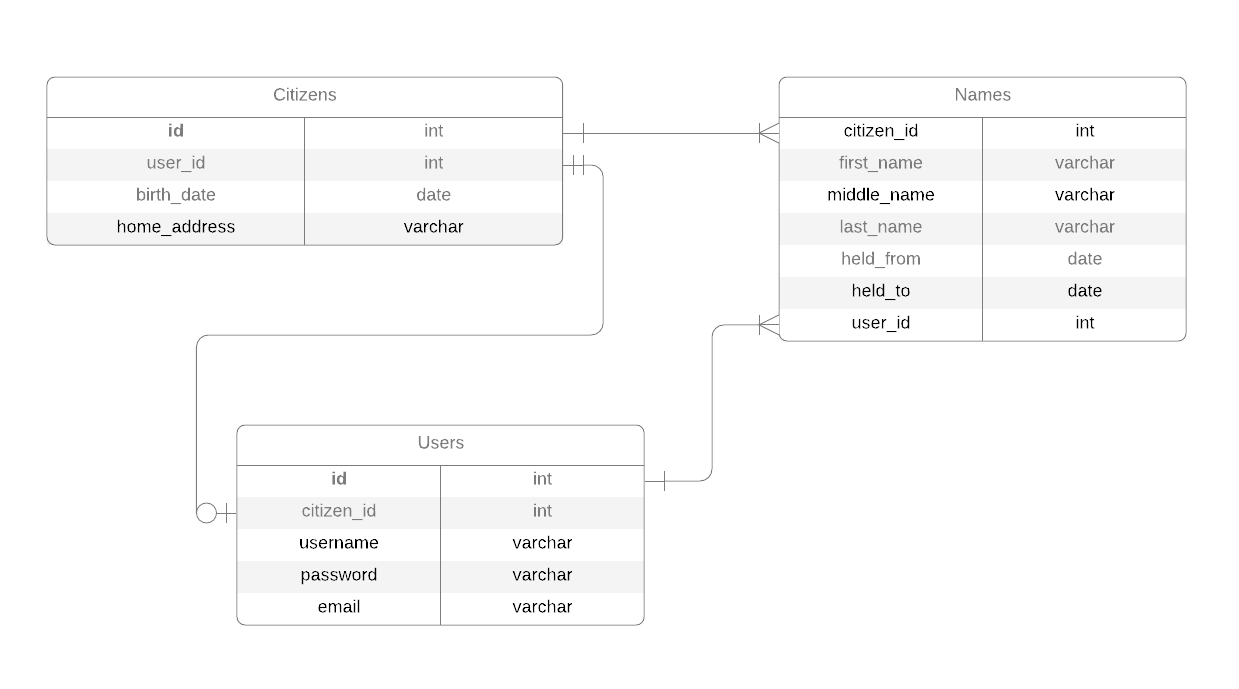 Citizens
id int
user_id int
birth_date date
home_address varchar
Names
citizen_id int
first_name varchar
middle_name varchar
last_name varchar
held_from date
held_to date
user_id int
Users
id int
citizen_id int
username varchar
password varchar
email varchar